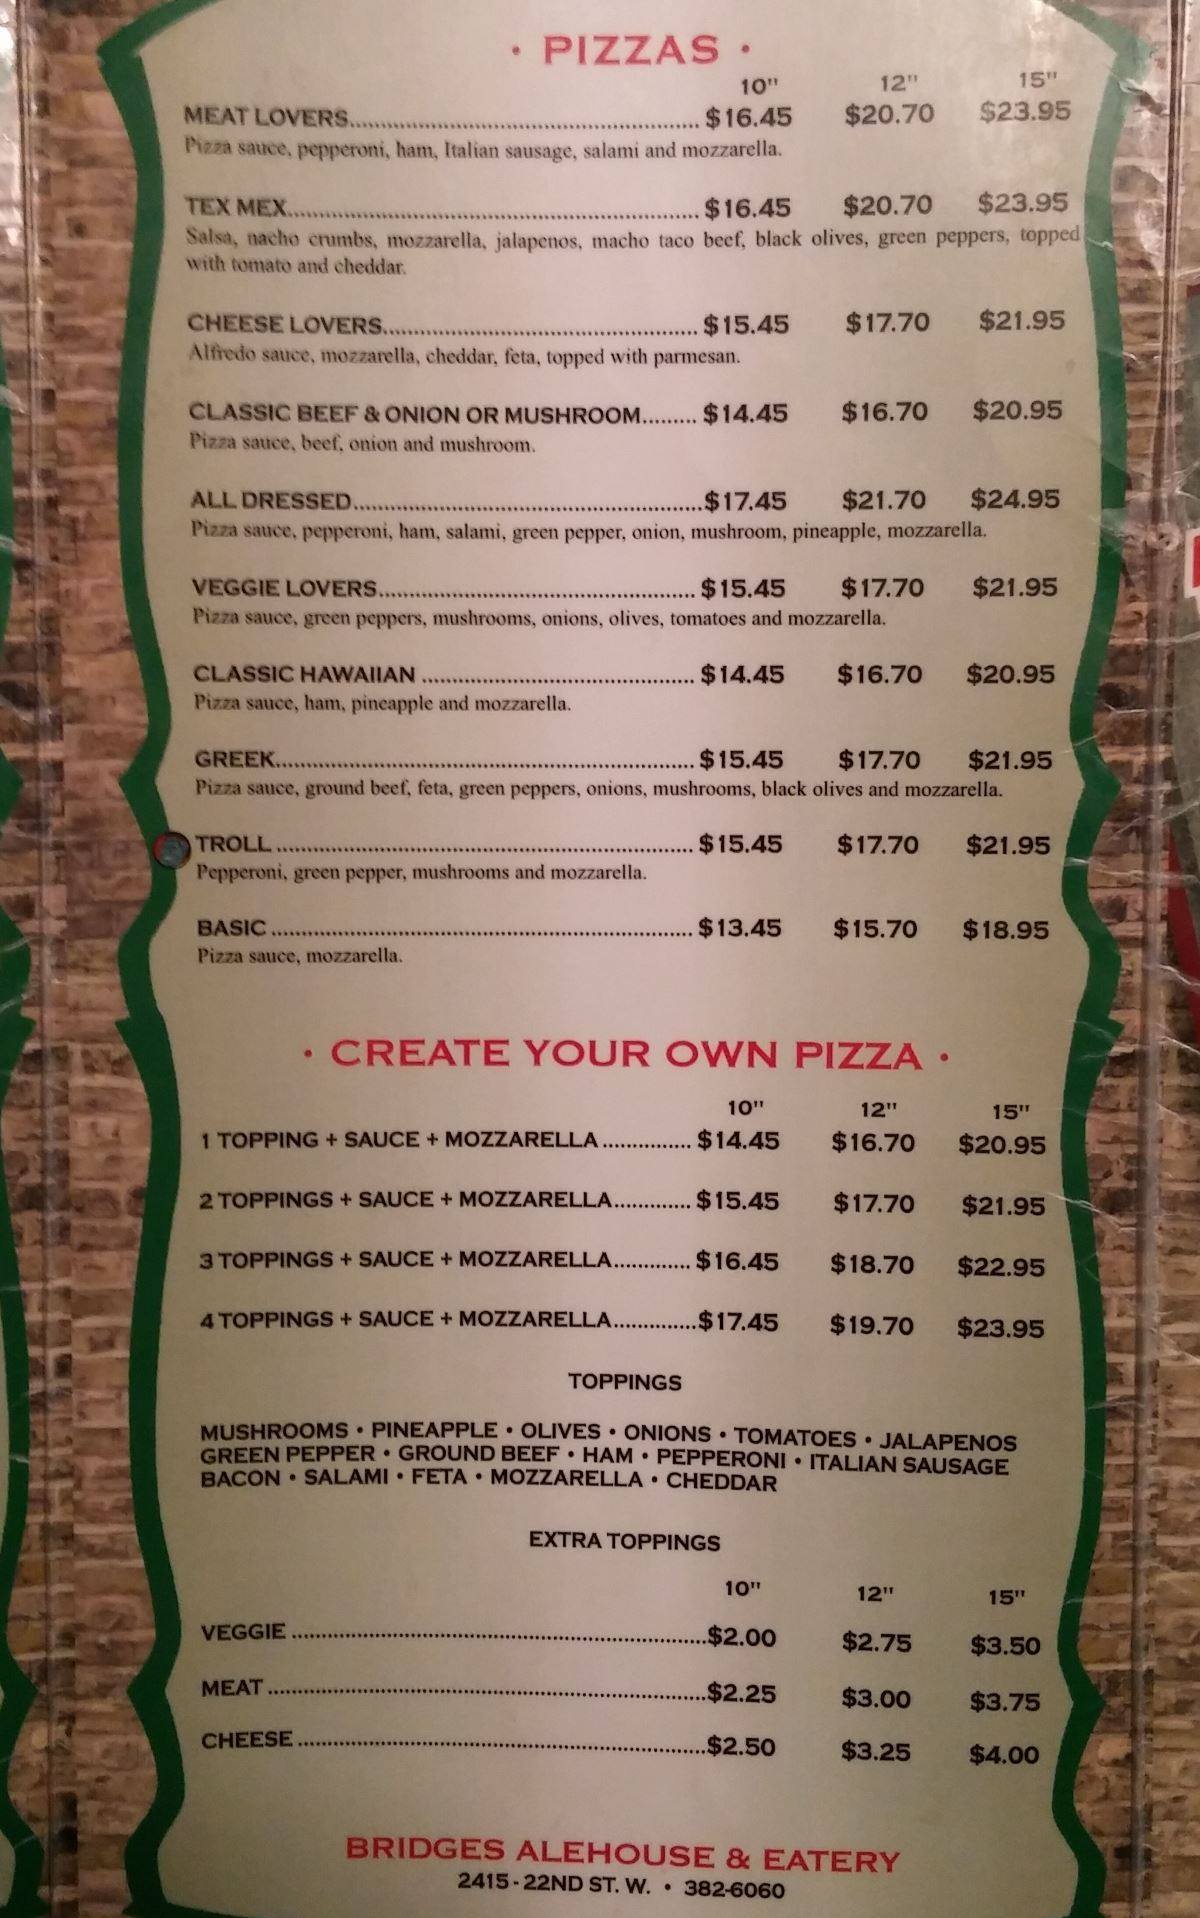 · PIZZAS ·
10" 12" 15"
MEAT LOVERS.................................................... $16.45 $20.70 $23.95
Pizza sauce, pepperoni, ham, Italian sausage, salami and mozzarella.
TEX MEX.................................................................. $16.45 $20.70 $23.95
Salsa, nacho crumbs, mozzarella, jalapenos, macho taco beef, black olives, green peppers, topped
with tomato and cheddar.
CHEESE LOVERS.................................................. $15.45 $17.70 $21.95
Alfredo sauce, mozzarella, cheddar, feta, topped with parmesan.
CLASSIC BEEF & ONION OR MUSHROOM......... $14.45 $16.70 $20.95
Pizza sauce, beef, onion and mushroom.
ALL DRESSED.......................................................$17.45 $21.70 $24.95
Pizza sauce, pepperoni, ham, salami, green pepper, onion, mushroom, pineapple, mozzarella.
VEGGIE LOVERS................................................... $15.45 $17.70 $21.95
Pizza sauce, green peppers, mushrooms, onions, olives, tomatoes and mozzarella.
CLASSIC HAWAIIAN ............................................ $14.45 $16.70 $20.95
Pizza sauce, ham, pineapple and mozzarella.
GREEK.................................................................... $15.45 $17.70 $21.95
Pizza sauce, ground beef, feta, green peppers, onions, mushrooms, black olives and mozzarella.
TROLL .................................................................... $15.45 $17.70 $21.95
Pepperoni, green pepper, mushrooms and mozzarella.
BASIC ..................................................................... $13.45 $15.70 $18.95
Pizza sauce, mozzarella.
· CREATE YOUR OWN PIZZA ·
10" 12" 15"
1 TOPPING + SAUCE + MOZZARELLA ............... $14.45 $16.70 $20.95
2 TOPPINGS + SAUCE + MOZZARELLA............. $15.45 $17.70 $21.95
3 TOPPINGS + SAUCE + MOZZARELLA............. $16.45 $18.70 $22.95
4 TOPPINGS + SAUCE + MOZZARELLA..............$17.45 $19.70 $23.95
TOPPINGS
MUSHROOMS • PINEAPPLE • OLIVES • ONIONS • TOMATOES • JALAPENOS
GREEN PEPPER • GROUND BEEF • HAM • PEPPERONI • ITALIAN SAUSAGE
BACON • SALAMI • FETA • MOZZARELLA • CHEDDAR
EXTRA TOPPINGS
10" 12" 15"
VEGGIE ....................................................................$2.00 $2.75 $3.50
MEAT .......................................................................$2.25 $3.00 $3.75
CHEESE ...................................................................$2.50 $3.25 $4.00
BRIDGES ALEHOUSE & EATERY
2415 - 22ND ST. W. • 382-6060